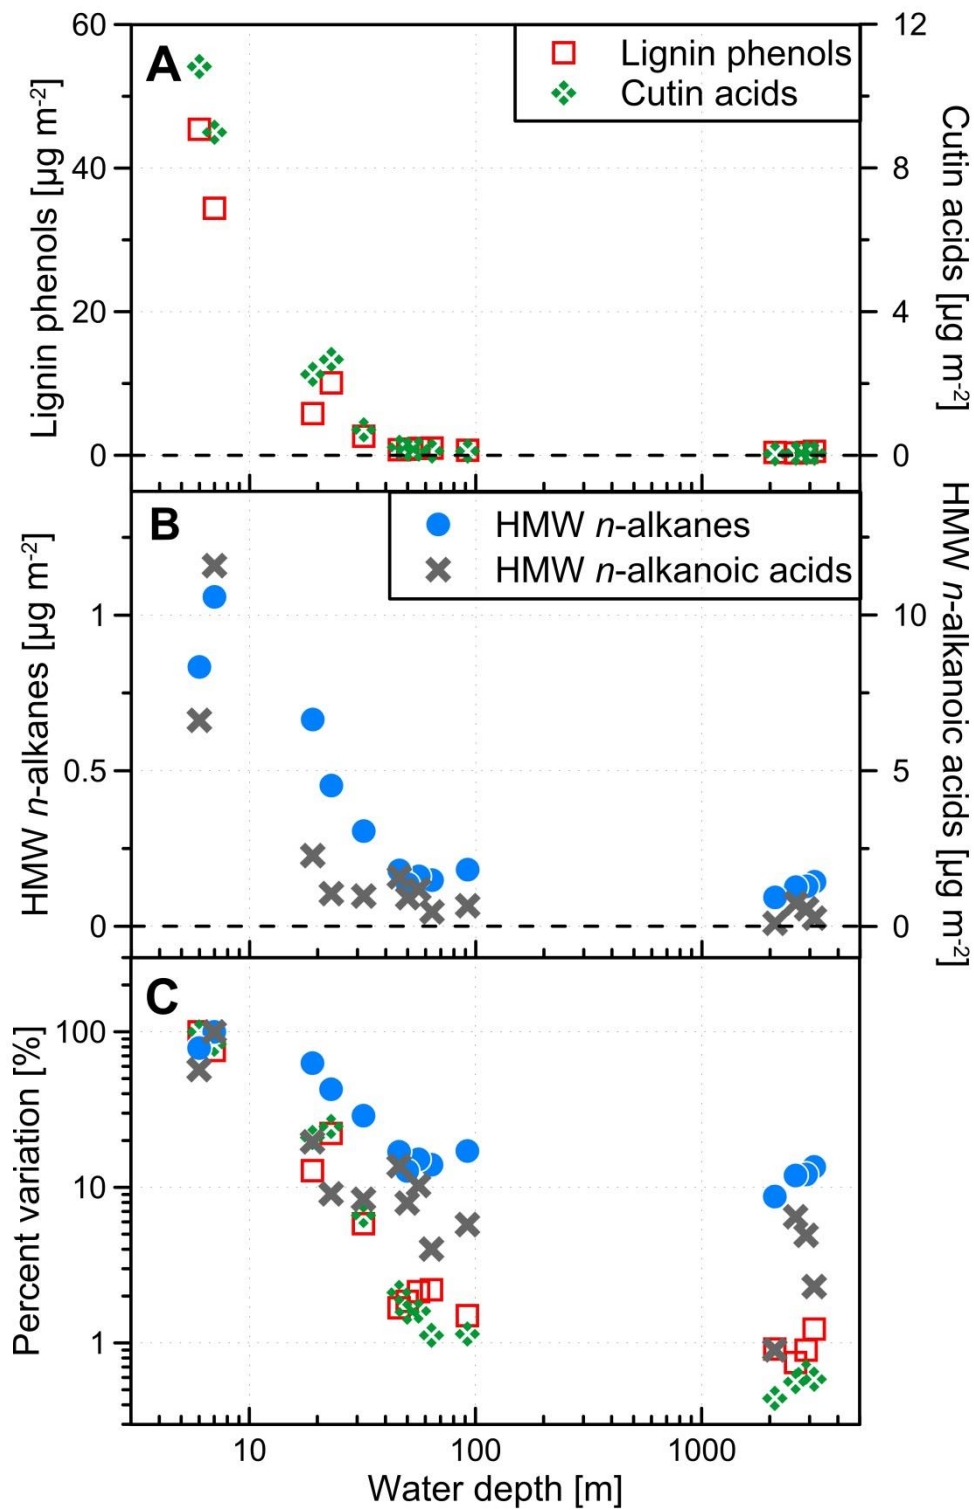 A
Lignin phenols
Cutin acids
60
40
20
0
Lignin phenols [µg m⁻²]
12
8
4
0
Cutin acids [µg m⁻²]
B
HMW n-alkanes
HMW n-alkanoic acids
1
0.5
0
HMW n-alkanes [µg m⁻²]
10
5
0
HMW n-alkanoic acids [µg m⁻²]
C
100
10
1
Percent variation [%]
10 100 1000
Water depth [m]